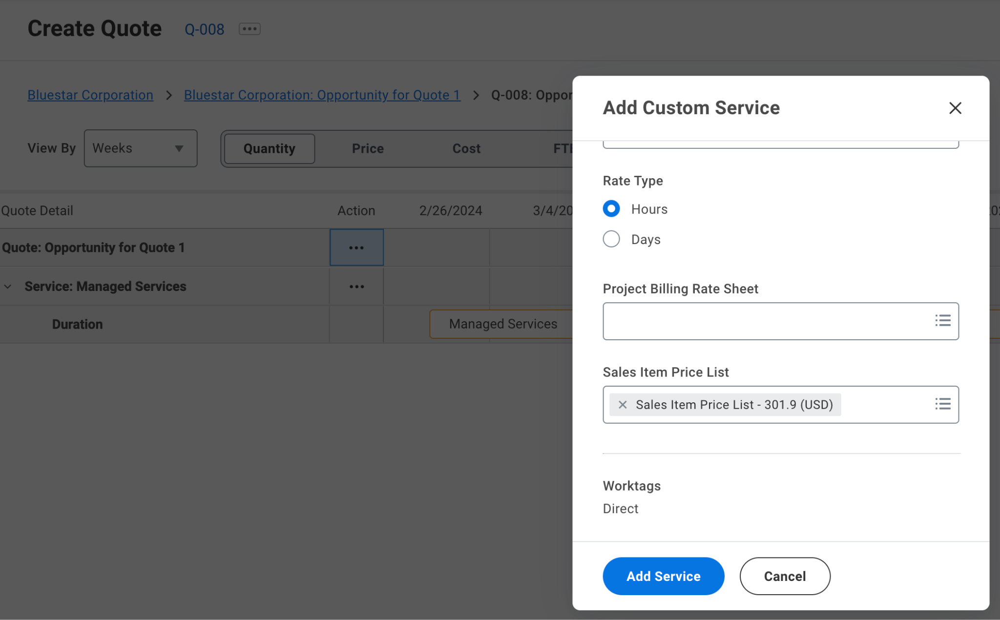 Create Quote Q-008
Bluestar Corporation > Bluestar Corporation: Opportunity for Quote 1 > Q-008: Oppor
View By Weeks Quantity Price Cost
Quote Detail Action 2/26/2024 3/4/20
Quote: Opportunity for Quote 1
Service: Managed Services
Duration Managed Services
Add Custom Service
Rate Type
Hours
Days
Project Billing Rate Sheet
Sales Item Price List
Sales Item Price List - 301.9 (USD)
Worktags
Direct
Add Service Cancel